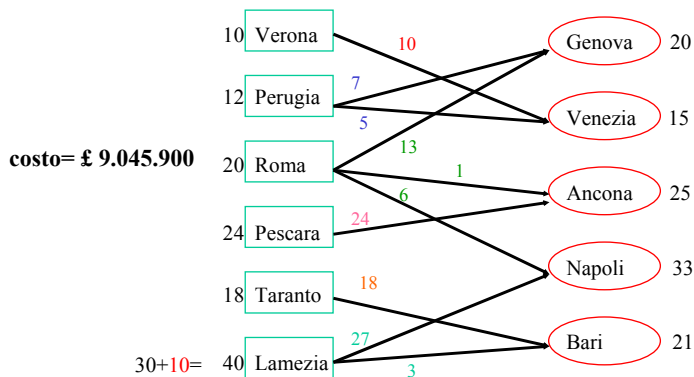 10 Verona 10 Genova 20
12 Perugia 7 5 Venezia 15
costo= £ 9.045.900
20 Roma 13 1 6 Ancona 25
24 Pescara 24
Napoli 33
18 Taranto 18
Bari 21
30+10= 40 Lamezia 27 3